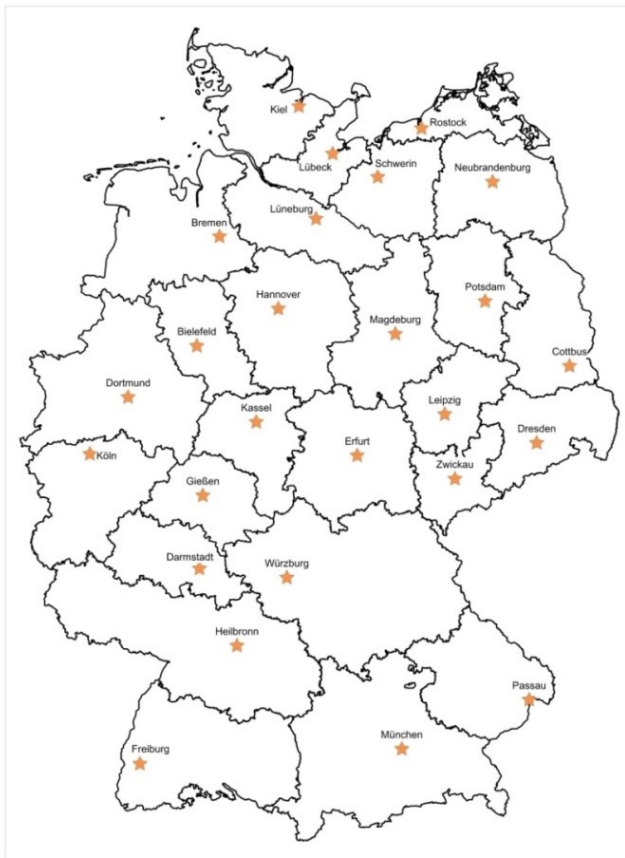 Kiel
Rostock
Lübeck
Schwerin
Neubrandenburg
Lüneburg
Bremen
Potsdam
Hannover
Magdeburg
Bielefeld
Cottbus
Dortmund
Leipzig
Kassel
Dresden
Erfurt
Köln
Zwickau
Gießen
Darmstadt
Würzburg
Heilbronn
Passau
München
Freiburg